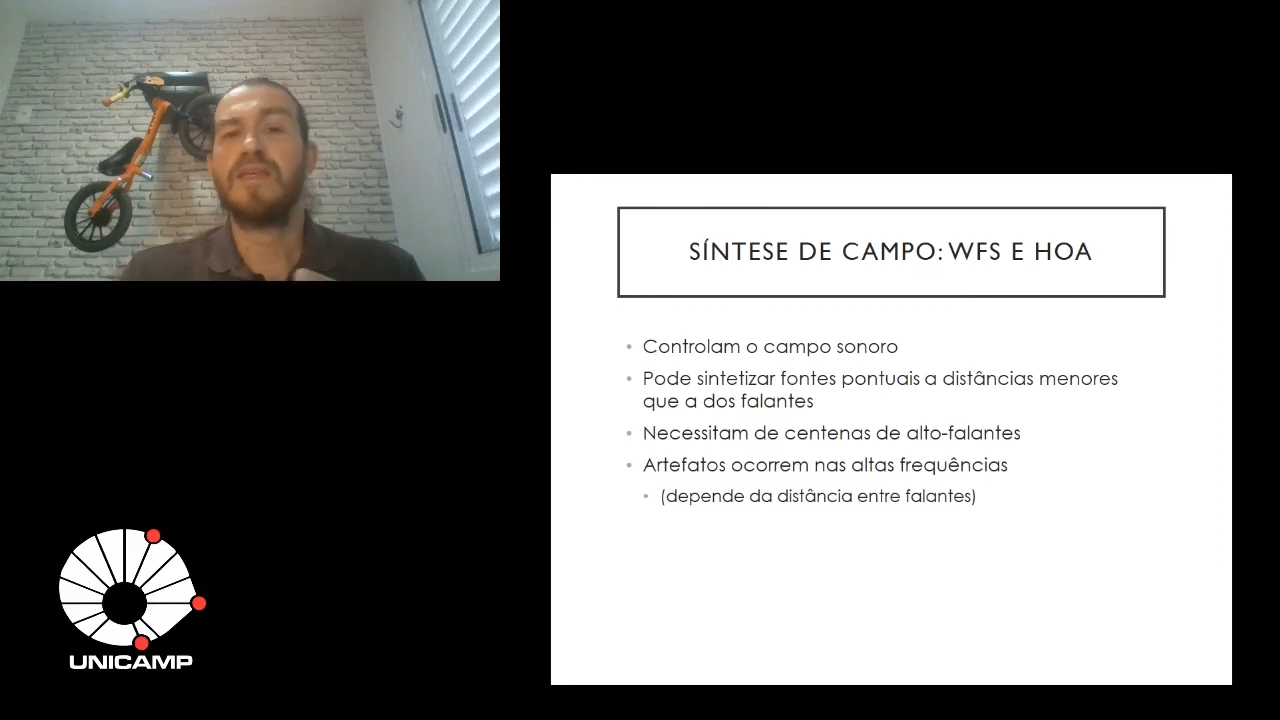 SÍNTESE DE CAMPO: WFS E HOA
Controlam o campo sonoro
Pode sintetizar fontes pontuais a distâncias menores
que a dos falantes
Necessitam de centenas de alto-falantes
Artefatos ocorrem nas altas frequências
(depende da distância entre falantes)
UNICAMP